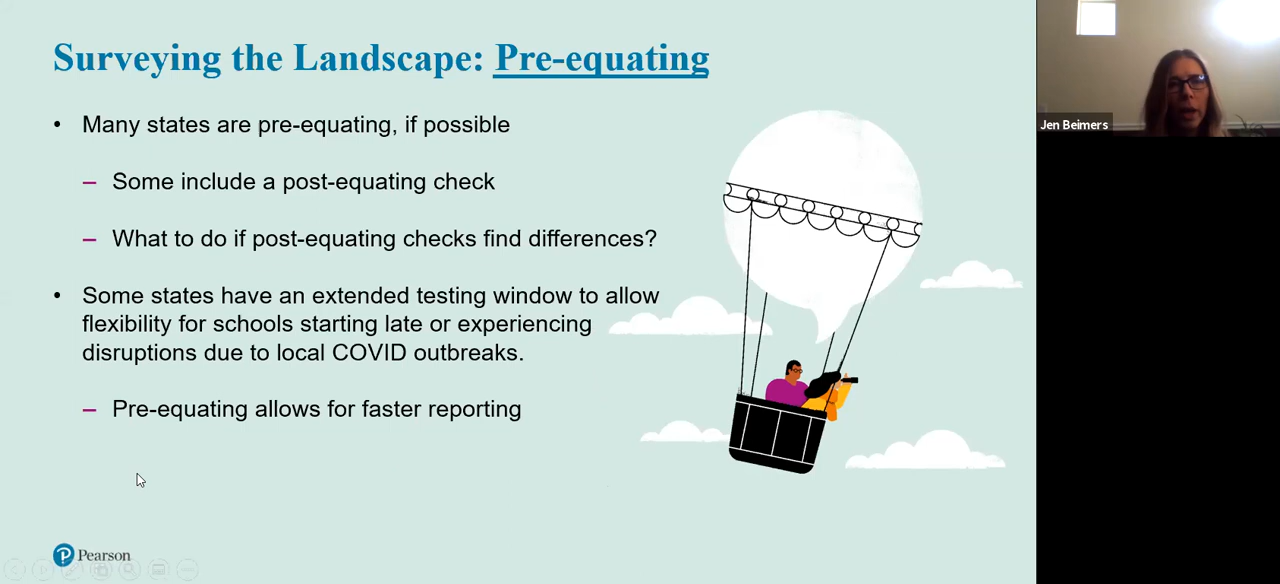 Surveying the Landscape: Pre-equating
• Many states are pre-equating, if possible
– Some include a post-equating check
– What to do if post-equating checks find differences?
• Some states have an extended testing window to allow
flexibility for schools starting late or experiencing
disruptions due to local COVID outbreaks.
– Pre-equating allows for faster reporting
Pearson
Jen Beimers